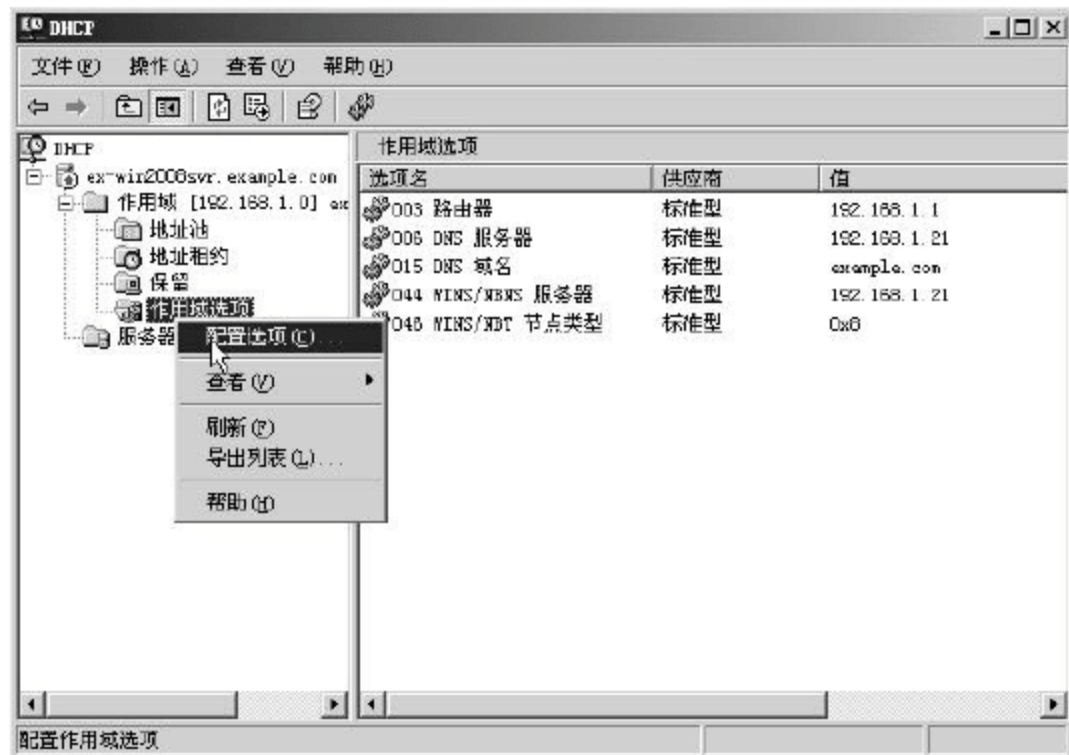 DHCP
文件(F) 操作(A) 查看(V) 帮助(H)
DHCP
ex-win2008svr.example.com
作用域 [192.168.1.0] ex
地址池
地址租约
保留
作用域选项
服务器
作用域选项
选项名 供应商 值
003 路由器 标准型 192.168.1.1
006 DNS 服务器 标准型 192.168.1.21
015 DNS 域名 标准型 example.com
044 WINS/NBNS 服务器 标准型 192.168.1.21
046 WINS/NBT 节点类型 标准型 0x8
配置选项(C)...
查看(V)
刷新(F)
导出列表(L)...
帮助(H)
配置作用域选项